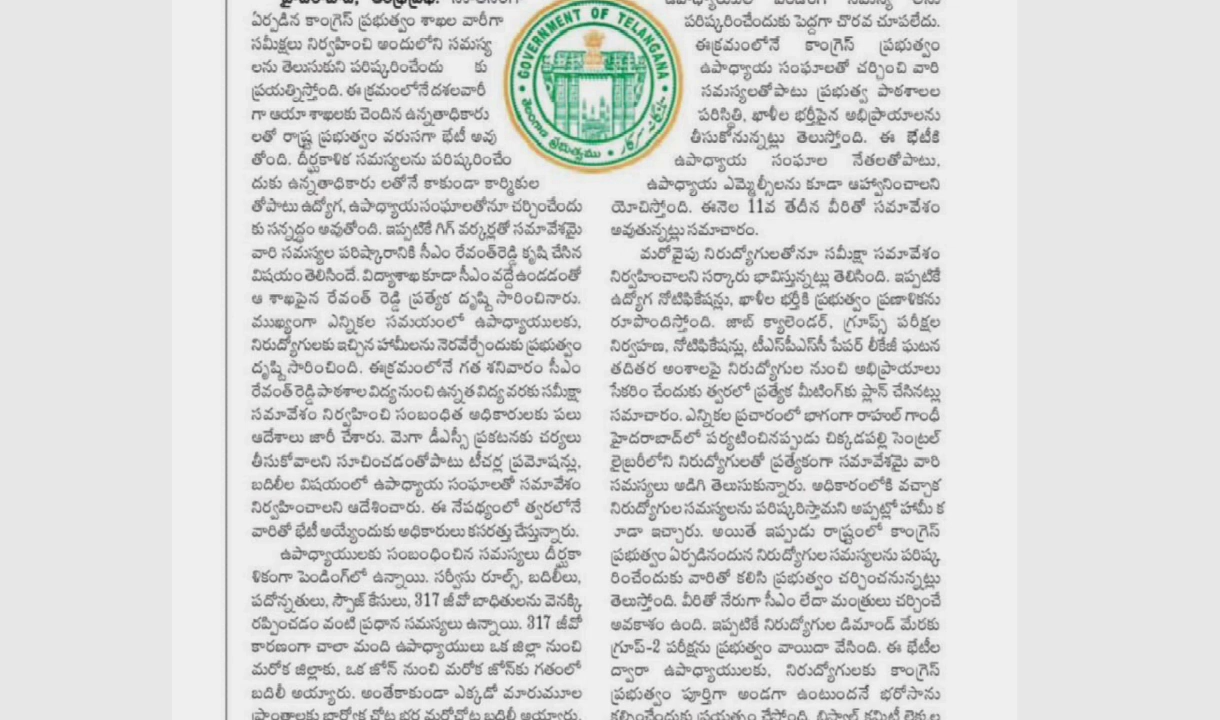 ఏర్పడిన కాంగ్రెస్ ప్రభుత్వం శాఖల వారీగా
సమీక్షలు నిర్వహించి అందులోని సమస్య
లను తెలుసుకుని పరిష్కరించేందు కు
ప్రయత్నిస్తోంది. ఈ క్రమంలోనే దశలవారీ
గా ఆయా శాఖలకు చెందిన ఉన్నతాధికారు
లతో రాష్ట్ర ప్రభుత్వం వరుసగా భేటీ అవు
తోంది. దీర్ఘకాళిక సమస్యలను పరిష్కరించేం
దుకు ఉన్నతాధికారు లతోనే కాకుండా కార్మికుల
తోపాటు ఉద్యోగ, ఉపాధ్యాయ సంఘాలతోనూ చర్చించేందు
కు సన్నద్ధం అవుతోంది. ఇప్పటికే గిగ్ వర్కర్లతో సమావేశమై
వారి సమస్యల పరిష్కారానికి సీఎం రేవంత్‌రెడ్డి కృషి చేసిన
విషయం తెలిసిందే. విద్యాశాఖ కూడా సీఎం వద్దే ఉండడంతో
ఆ శాఖపైన రేవంత్ రెడ్డి ప్రత్యేక దృష్టి సారించినారు.
ముఖ్యంగా ఎన్నికల సమయంలో ఉపాధ్యాయులకు,
నిరుద్యోగులకు ఇచ్చిన హామీలను నెరవేర్చేందుకు ప్రభుత్వం
దృష్టి సారించింది. ఈక్రమంలోనే గత శనివారం సీఎం
రేవంత్ రెడ్డి పాఠశాల విద్య నుంచి ఉన్నత విద్య వరకు సమీక్షా
సమావేశం నిర్వహించి సంబంధిత అధికారులకు పలు
ఆదేశాలు జారీ చేశారు. మెగా డీఎస్సీ ప్రకటనకు చర్యలు
తీసుకోవాలని సూచించడంతోపాటు టీచర్ల ప్రమోషన్లు,
బదిలీల విషయంలో ఉపాధ్యాయ సంఘాలతో సమావేశం
నిర్వహించాలని ఆదేశించారు. ఈ నేపథ్యంలో త్వరలోనే
వారితో భేటీ అయ్యేందుకు అధికారులు కసరత్తు చేస్తున్నారు.
ఉపాధ్యాయులకు సంబంధించిన సమస్యలు దీర్ఘకా
ళికంగా పెండింగ్‌లో ఉన్నాయి. సర్వీసు రూల్స్, బదిలీలు,
పదోన్నతులు, స్పౌజ్ కేసులు, 317 జీవో బాధితులను వెనక్కి
రప్పించడం వంటి ప్రధాన సమస్యలు ఉన్నాయి. 317 జీవో
కారణంగా చాలా మంది ఉపాధ్యాయులు ఒక జిల్లా నుంచి
మరోక జిల్లాకు, ఒక జోన్ నుంచి మరోక జోన్‌కు గతంలో
బదిలీ అయ్యారు. అంతేకాకుండా ఎక్కడో మారుమూల
GOVERNMENT OF TELANGANA
తెలంగాణ ప్రభుత్వము
పరిష్కరించేందుకు పెద్దగా చొరవ చూపలేదు.
ఈక్రమంలోనే కాంగ్రెస్ ప్రభుత్వం
ఉపాధ్యాయ సంఘాలతో చర్చించి వారి
సమస్యలతోపాటు ప్రభుత్వ పాఠశాలల
పరిస్థితి, ఖాళీల భర్తీపైన అభిప్రాయాలను
తీసుకోనున్నట్లు తెలుస్తోంది. ఈ భేటీకి
ఉపాధ్యాయ సంఘాల నేతలతోపాటు,
ఉపాధ్యాయ ఎమ్మెల్సీలను కూడా ఆహ్వానించాలని
యోచిస్తోంది. ఈనెల 11వ తేదీన వీరితో సమావేశం
అవుతున్నట్లు సమాచారం.
మరోవైపు నిరుద్యోగులతోనూ సమీక్షా సమావేశం
నిర్వహించాలని సర్కారు భావిస్తున్నట్లు తెలిసింది. ఇప్పటికే
ఉద్యోగ నోటిఫికేషన్లు, ఖాళీల భర్తీకి ప్రభుత్వం ప్రణాళికను
రూపొందిస్తోంది. జాబ్ క్యాలెండర్, గ్రూప్స్ పరీక్షల
నిర్వహణ, నోటిఫికేషన్లు, టీఎస్‌పీఎస్‌సీ పేపర్ లీకేజీ ఘటన
తదితర అంశాలపై నిరుద్యోగుల నుంచి అభిప్రాయాలు
సేకరిం చేందుకు త్వరలో ప్రత్యేక మీటింగ్‌కు ప్లాన్ చేసినట్లు
సమాచారం. ఎన్నికల ప్రచారంలో భాగంగా రాహుల్ గాంధీ
హైదరాబాద్‌లో పర్యటించినప్పుడు చిక్కడపల్లి సెంట్రల్
లైబ్రరీలోని నిరుద్యోగులతో ప్రత్యేకంగా సమావేశమై వారి
సమస్యలు అడిగి తెలుసుకున్నారు. అధికారంలోకి వచ్చాక
నిరుద్యోగుల సమస్యలను పరిష్కరిస్తామని అప్పట్లో హామీ క
ూడా ఇచ్చారు. అయితే ఇప్పుడు రాష్ట్రంలో కాంగ్రెస్
ప్రభుత్వం ఏర్పడినందున నిరుద్యోగుల సమస్యలను పరిష్క
రించేందుకు వారితో కలిసి ప్రభుత్వం చర్చించనున్నట్లు
తెలుస్తోంది. వీరితో నేరుగా సీఎం లేదా మంత్రులు చర్చించే
అవకాశం ఉంది. ఇప్పటికే నిరుద్యోగుల డిమాండ్ మేరకు
గ్రూప్-2 పరీక్షను ప్రభుత్వం వాయిదా వేసింది. ఈ భేటీల
ద్వారా ఉపాధ్యాయులకు, నిరుద్యోగులకు కాంగ్రెస్
ప్రభుత్వం పూర్తిగా అండగా ఉంటుందనే భరోసాను